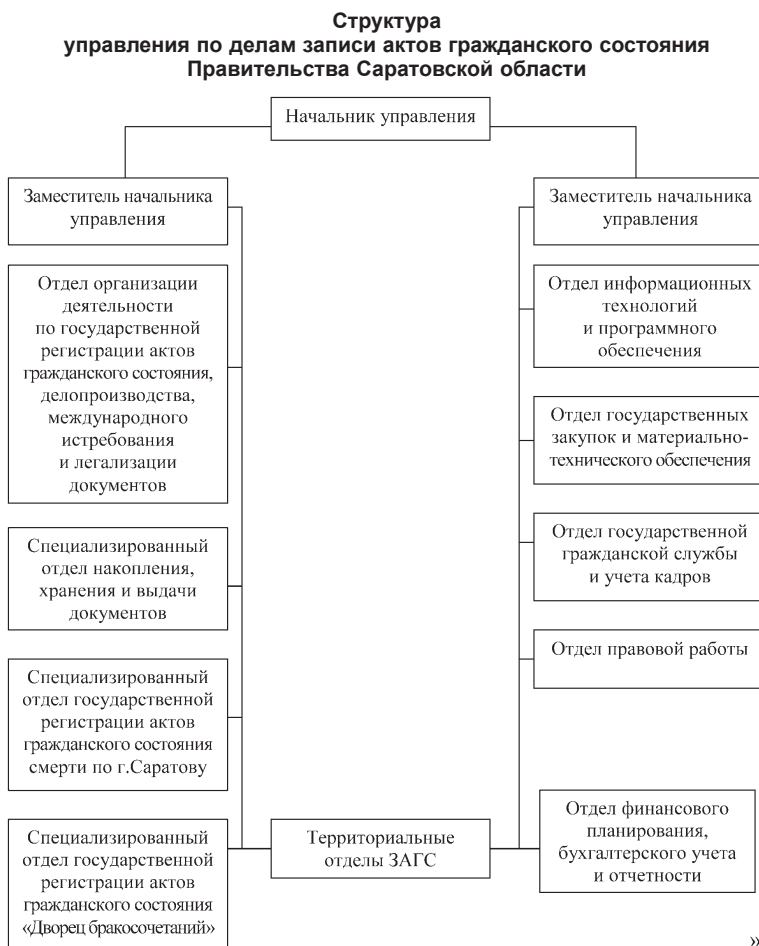 Структура
управления по делам записи актов гражданского состояния
Правительства Саратовской области
Начальник управления
Заместитель начальника
управления
Отдел организации
деятельности
по государственной
регистрации актов
гражданского состояния,
делопроизводства,
международного
истребования
и легализации
документов
Специализированный
отдел накопления,
хранения и выдачи
документов
Специализированный
отдел государственной
регистрации актов
гражданского состояния
смерти по г.Саратову
Специализированный
отдел государственной
регистрации актов
гражданского состояния
«Дворец бракосочетаний»
Территориальные
отделы ЗАГС
Заместитель начальника
управления
Отдел информационных
технологий
и программного
обеспечения
Отдел государственных
закупок и материально-
технического обеспечения
Отдел государственной
гражданской службы
и учета кадров
Отдел правовой работы
Отдел финансового
планирования,
бухгалтерского учета
и отчетности
»